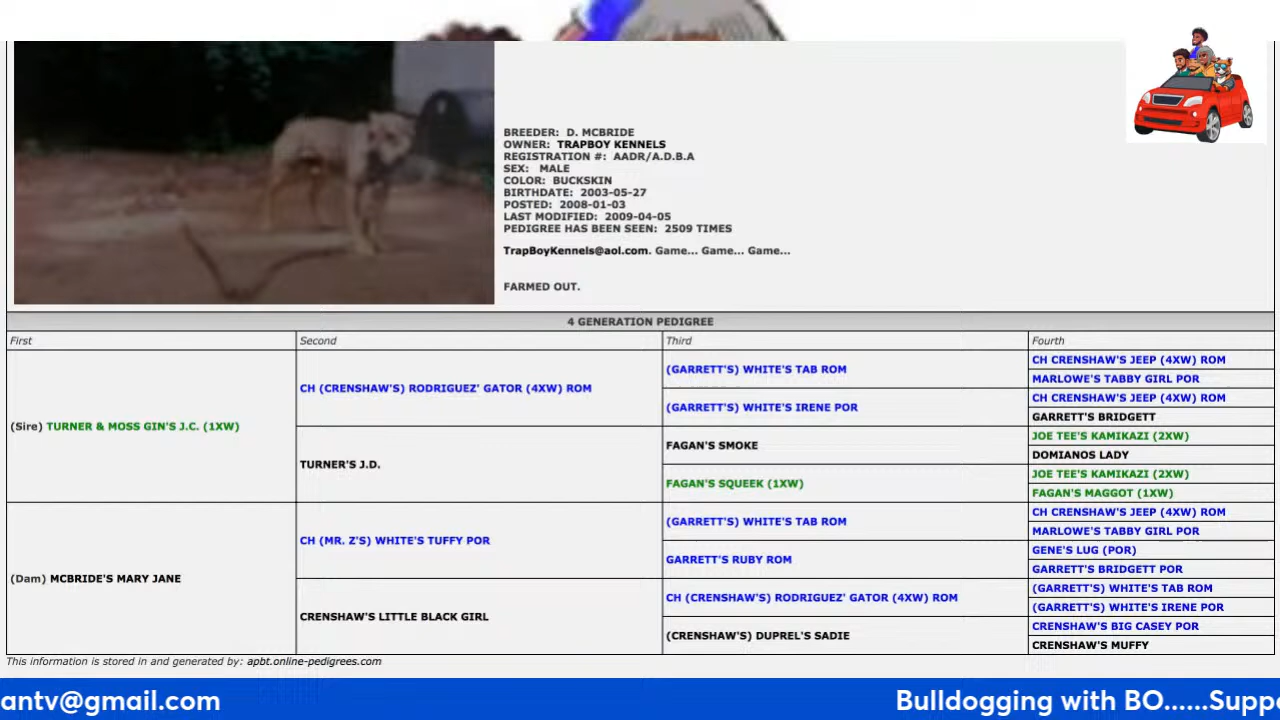 BREEDER: D. MCBRIDE
OWNER: TRAPBOY KENNELS
REGISTRATION #: AADR/A.D.B.A
SEX: MALE
COLOR: BUCKSKIN
BIRTHDATE: 2003-05-27
POSTED: 2008-01-03
LAST MODIFIED: 2009-04-05
PEDIGREE HAS BEEN SEEN: 2509 TIMES
TrapBoyKennels@aol.com. Game... Game... Game...
FARMED OUT.
4 GENERATION PEDIGREE
First
Second
Third
Fourth
(Sire) TURNER & MOSS GIN'S J.C. (1XW)
CH (CRENSHAW'S) RODRIGUEZ' GATOR (4XW) ROM
(GARRETT'S) WHITE'S TAB ROM
CH CRENSHAW'S JEEP (4XW) ROM
MARLOWE'S TABBY GIRL POR
(GARRETT'S) WHITE'S IRENE POR
CH CRENSHAW'S JEEP (4XW) ROM
GARRETT'S BRIDGETT
TURNER'S J.D.
FAGAN'S SMOKE
JOE TEE'S KAMIKAZI (2XW)
DOMIANOS LADY
FAGAN'S SQUEEK (1XW)
JOE TEE'S KAMIKAZI (2XW)
FAGAN'S MAGGOT (1XW)
(Dam) MCBRIDE'S MARY JANE
CH (MR. Z'S) WHITE'S TUFFY POR
(GARRETT'S) WHITE'S TAB ROM
CH CRENSHAW'S JEEP (4XW) ROM
MARLOWE'S TABBY GIRL POR
GARRETT'S RUBY ROM
GENE'S LUG (POR)
GARRETT'S BRIDGETT POR
CRENSHAW'S LITTLE BLACK GIRL
CH (CRENSHAW'S) RODRIGUEZ' GATOR (4XW) ROM
(GARRETT'S) WHITE'S TAB ROM
(GARRETT'S) WHITE'S IRENE POR
(CRENSHAW'S) DUPREL'S SADIE
CRENSHAW'S BIG CASEY POR
CRENSHAW'S MUFFY
This information is stored in and generated by: apbt.online-pedigrees.com
antv@gmail.com
Bulldogging with BO......Suppo